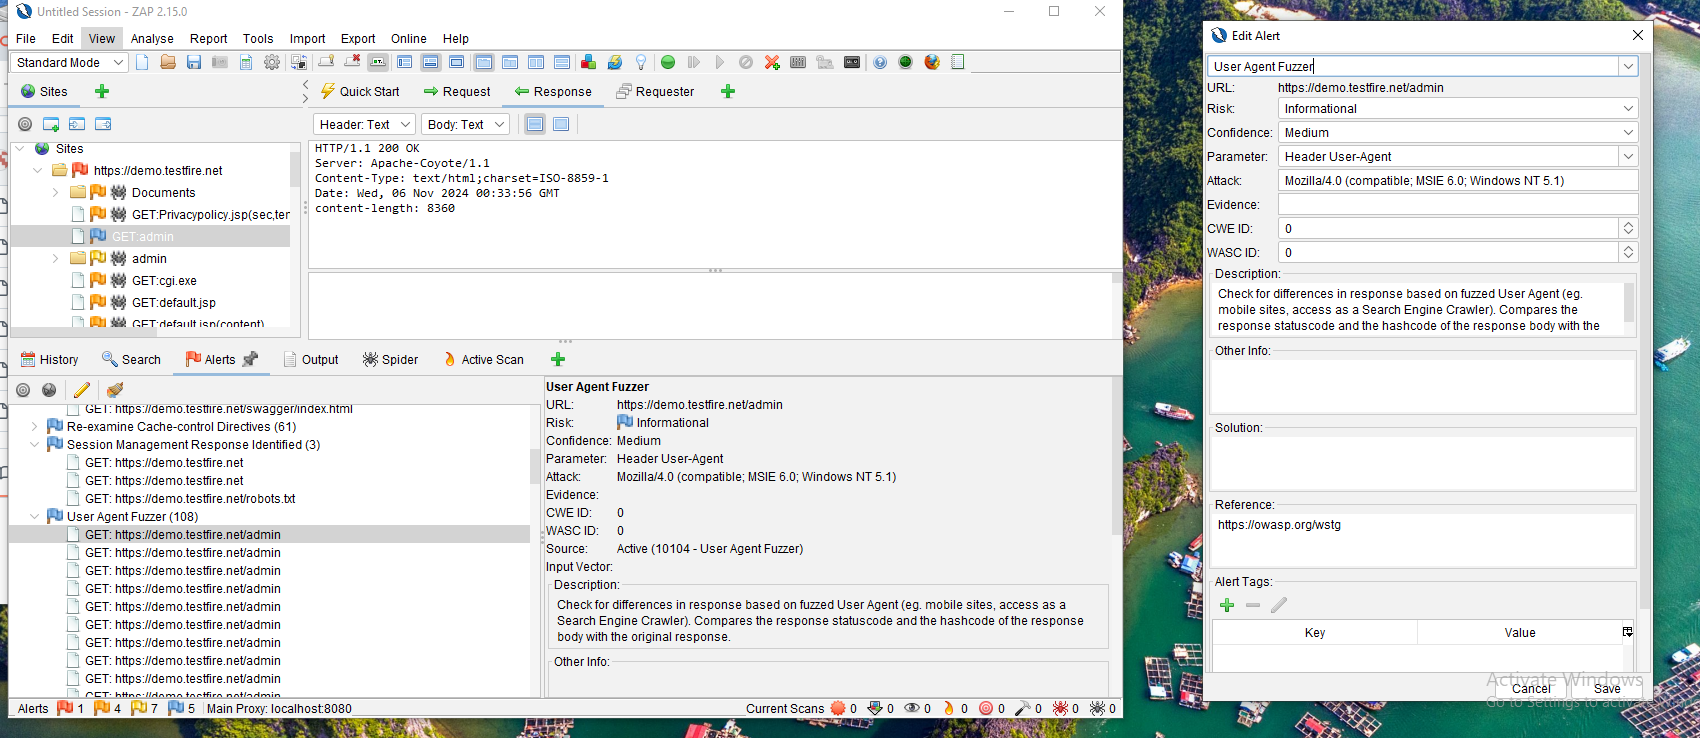 Untitled Session - ZAP 2.15.0
File Edit View Analyse Report Tools Import Export Online Help
Standard Mode
Sites
Quick Start Request Response Requester
Header: Text Body: Text
Sites
https://demo.testfire.net
Documents
GET:Privacypolicy.jsp(sec,ter
GET:admin
admin
GET:cgi.exe
GET:default.jsp
GET:default.jsp(content)
HTTP/1.1 200 OK
Server: Apache-Coyote/1.1
Content-Type: text/html;charset=ISO-8859-1
Date: Wed, 06 Nov 2024 00:33:56 GMT
content-length: 8360
History Search Alerts Output Spider Active Scan
GET: https://demo.testfire.net/swagger/index.html
Re-examine Cache-control Directives (61)
Session Management Response Identified (3)
GET: https://demo.testfire.net
GET: https://demo.testfire.net
GET: https://demo.testfire.net/robots.txt
User Agent Fuzzer (108)
GET: https://demo.testfire.net/admin
GET: https://demo.testfire.net/admin
GET: https://demo.testfire.net/admin
GET: https://demo.testfire.net/admin
GET: https://demo.testfire.net/admin
GET: https://demo.testfire.net/admin
GET: https://demo.testfire.net/admin
GET: https://demo.testfire.net/admin
GET: https://demo.testfire.net/admin
GET: https://demo.testfire.net/admin
User Agent Fuzzer
URL: https://demo.testfire.net/admin
Risk: Informational
Confidence: Medium
Parameter: Header User-Agent
Attack: Mozilla/4.0 (compatible; MSIE 6.0; Windows NT 5.1)
Evidence:
CWE ID: 0
WASC ID: 0
Source: Active (10104 - User Agent Fuzzer)
Input Vector:
Description:
Check for differences in response based on fuzzed User Agent (eg. mobile sites, access as a
Search Engine Crawler). Compares the response statuscode and the hashcode of the response
body with the original response.
Other Info:
Alerts 1 4 7 5 Main Proxy: localhost:8080
Current Scans 0 0 0 0 0 0 0 0
Edit Alert
User Agent Fuzzer
URL: https://demo.testfire.net/admin
Risk: Informational
Confidence: Medium
Parameter: Header User-Agent
Attack: Mozilla/4.0 (compatible; MSIE 6.0; Windows NT 5.1)
Evidence:
CWE ID: 0
WASC ID: 0
Description:
Check for differences in response based on fuzzed User Agent (eg.
mobile sites, access as a Search Engine Crawler). Compares the
response statuscode and the hashcode of the response body with the
Other Info:
Solution:
Reference:
https://owasp.org/wstg
Alert Tags:
Key Value
Cancel Save
Activate Windows
Go to Settings to activate